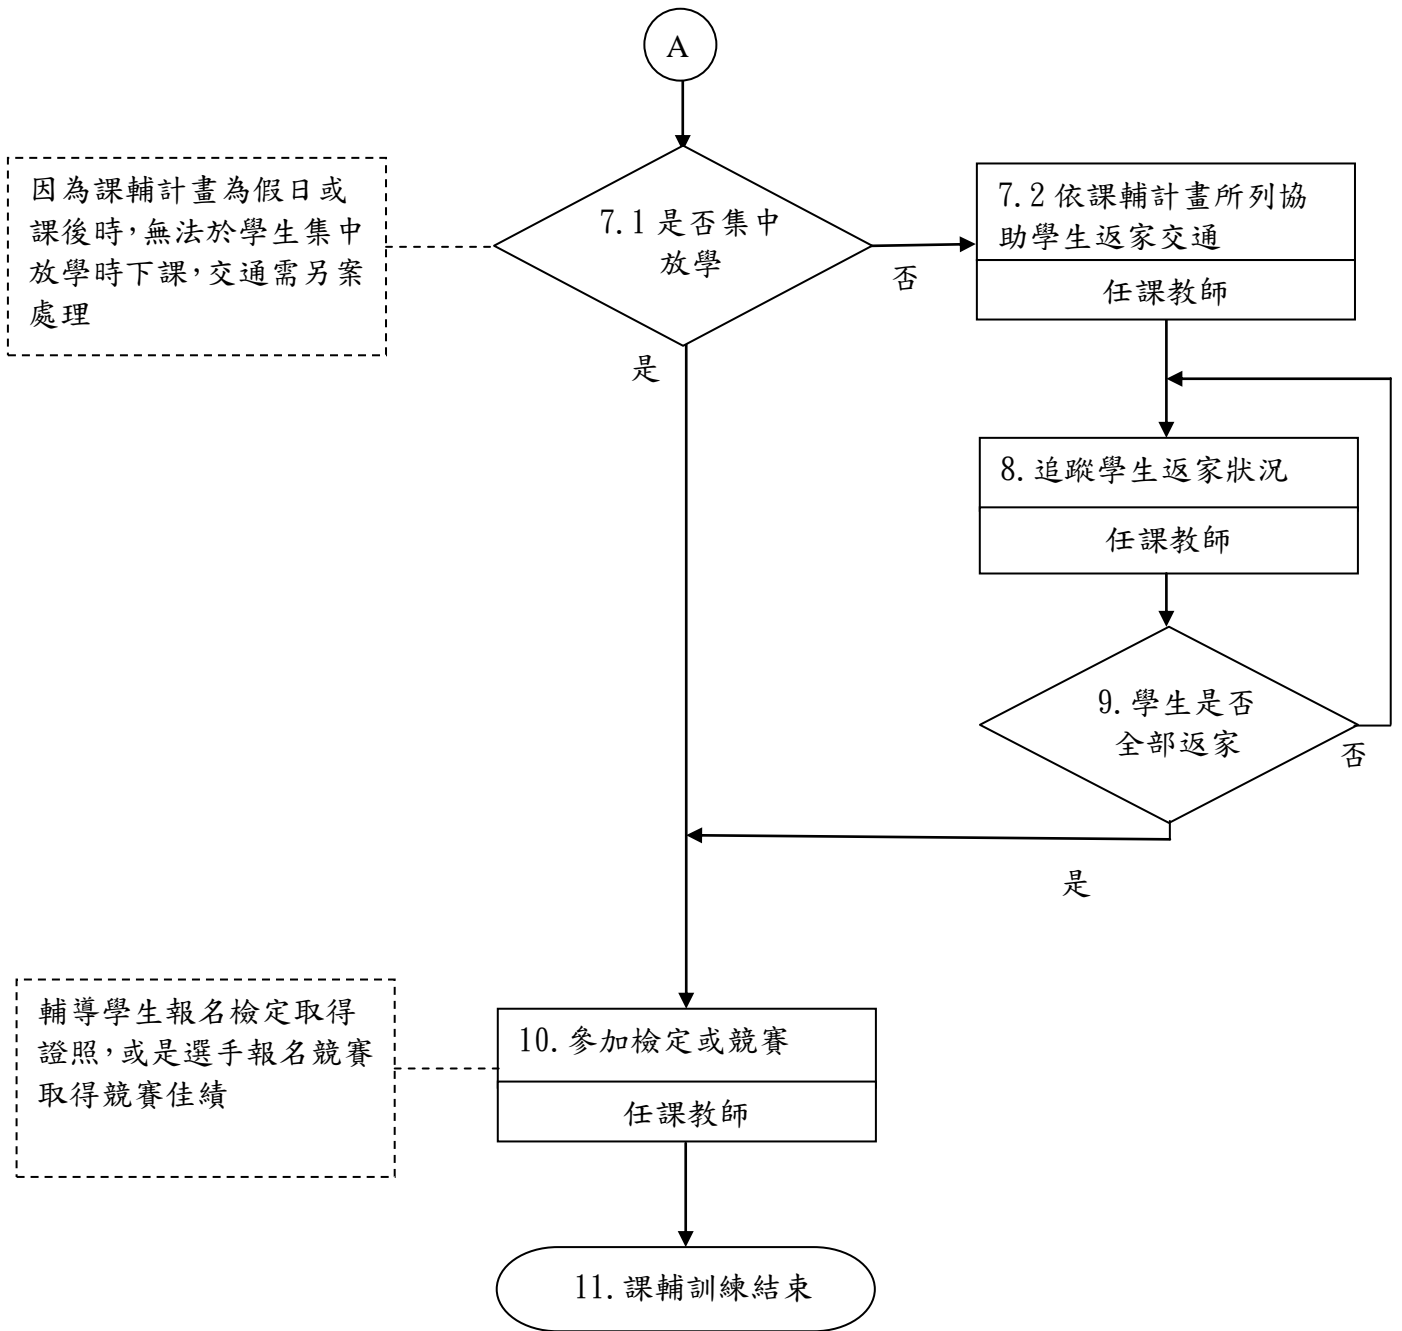 A
因為課輔計畫為假日或
課後時，無法於學生集中
放學時下課，交通需另案
處理
7.1 是否集中
放學
否
是
7.2 依課輔計畫所列協
助學生返家交通
任課教師
8. 追蹤學生返家狀況
任課教師
9. 學生是否
全部返家
否
是
輔導學生報名檢定取得
證照，或是選手報名競賽
取得競賽佳績
10. 參加檢定或競賽
任課教師
11. 課輔訓練結束